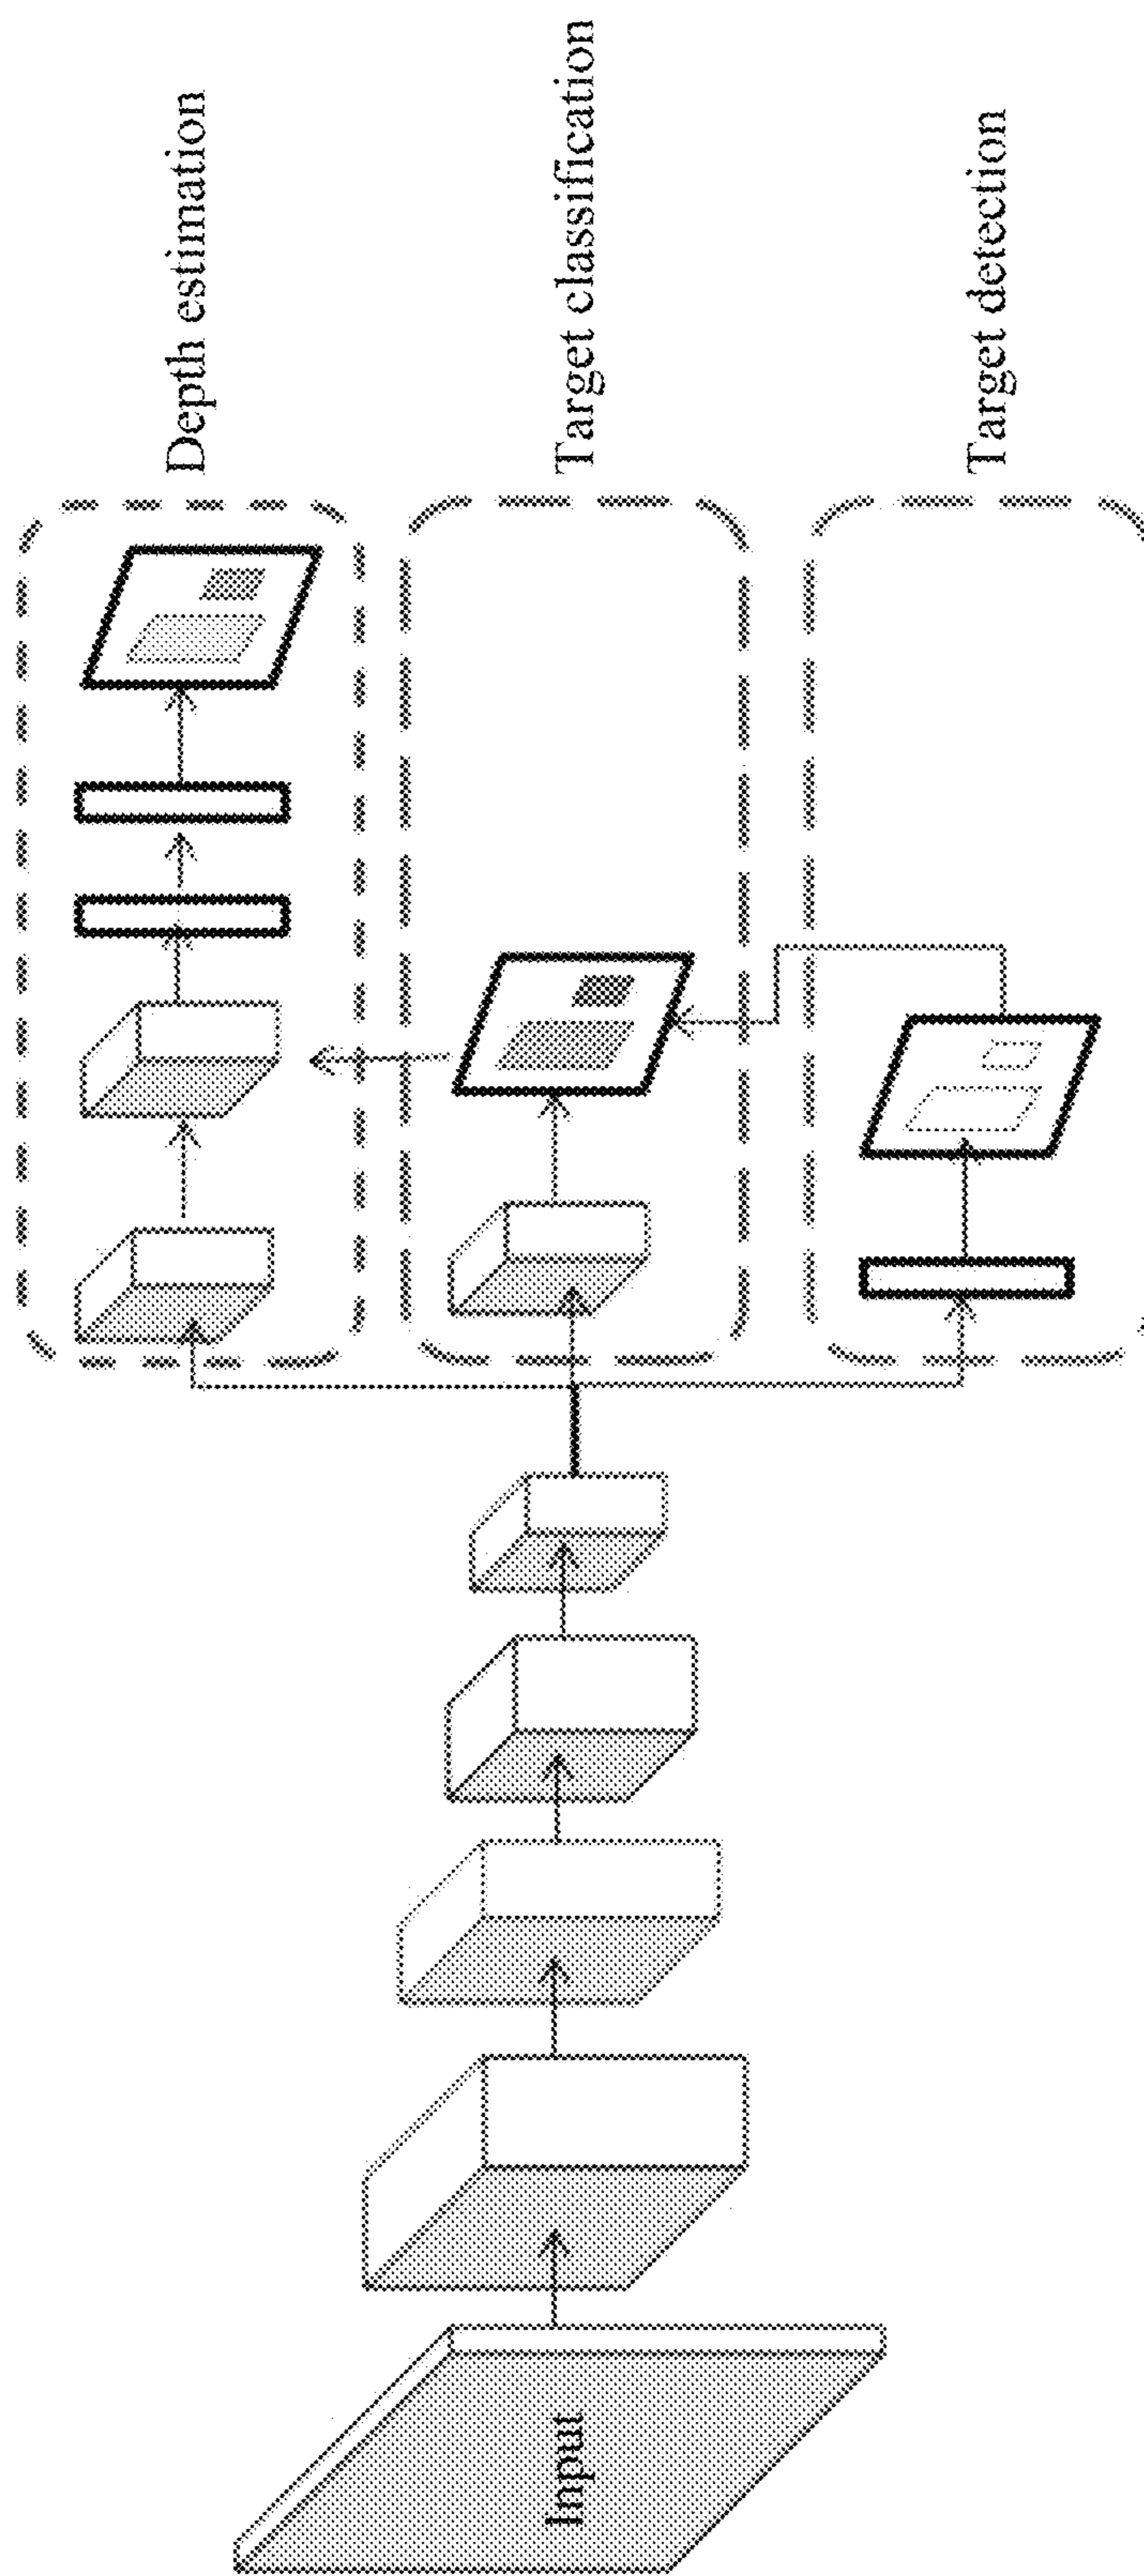 Input
Depth estimation
Target classification
Target detection